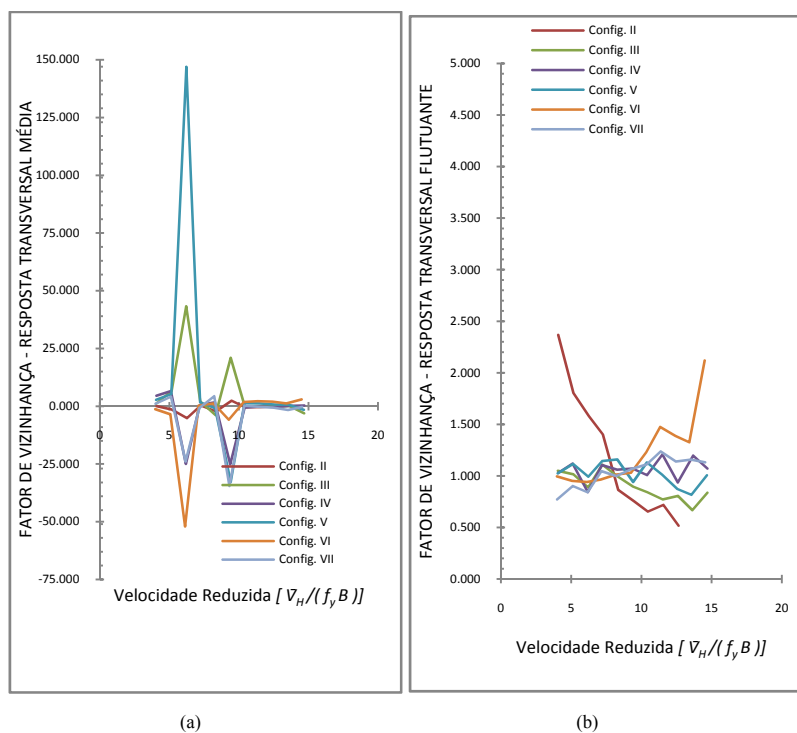 FATOR DE VIZINHANÇA - RESPOSTA TRANSVERSAL MÉDIA
150.000
125.000
100.000
75.000
50.000
25.000
0.000
-25.000
-50.000
-75.000
0
5
10
15
20
Config. II
Config. III
Config. IV
Config. V
Config. VI
Config. VII
Velocidade Reduzida [ V̅_H/(f_y B )]
(a)
Config. II
Config. III
Config. IV
Config. V
Config. VI
Config. VII
FATOR DE VIZINHANÇA - RESPOSTA TRANSVERSAL FLUTUANTE
5.000
4.500
4.000
3.500
3.000
2.500
2.000
1.500
1.000
0.500
0.000
0
5
10
15
20
Velocidade Reduzida [ V̅_H/(f_y B )]
(b)